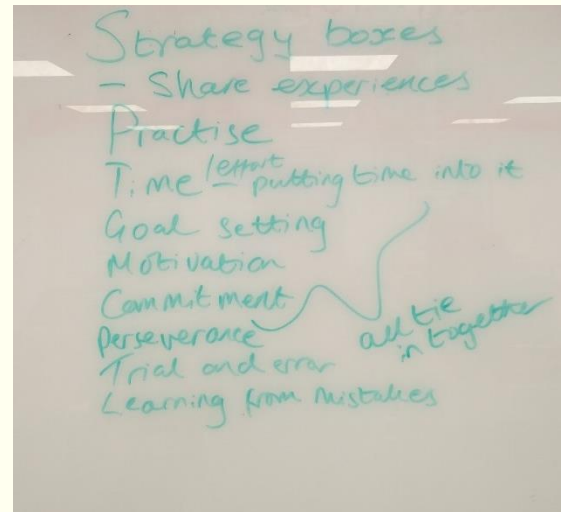 Strategy boxes
- Share experiences
Practise
Time /effort - putting time into it
Goal setting
Motivation
Commitment
Perseverance
all tie
in together
Trial and error
Learning from mistakes